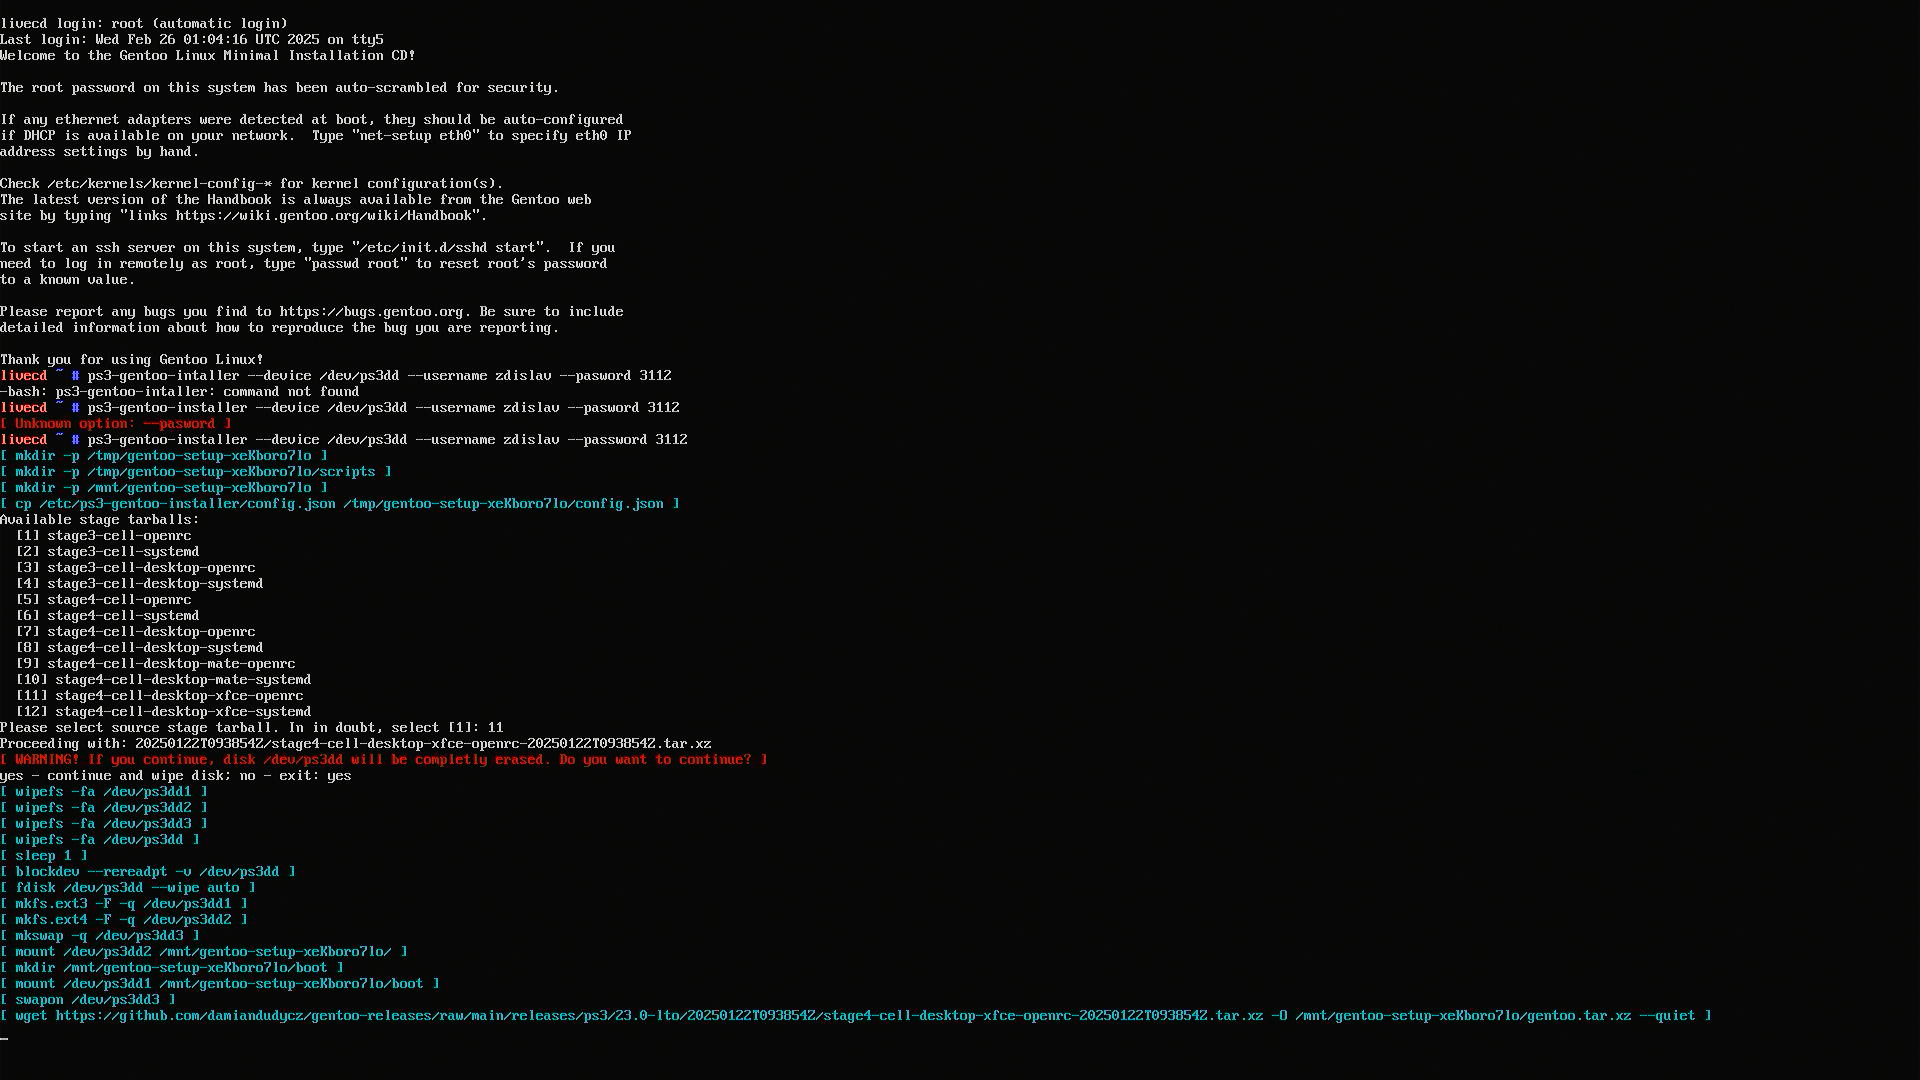 livecd login: root (automatic login)
Last login: Wed Feb 26 01:04:16 UTC 2025 on tty5
Welcome to the Gentoo Linux Minimal Installation CD!
The root password on this system has been auto-scrambled for security.
If any ethernet adapters were detected at boot, they should be auto-configured
if DHCP is available on your network.  Type "net-setup eth0" to specify eth0 IP
address settings by hand.
Check /etc/kernels/kernel-config-* for kernel configuration(s).
The latest version of the Handbook is always available from the Gentoo web
site by typing "links https://wiki.gentoo.org/wiki/Handbook".
To start an ssh server on this system, type "/etc/init.d/sshd start".  If you
need to log in remotely as root, type "passwd root" to reset root's password
to a known value.
Please report any bugs you find to https://bugs.gentoo.org. Be sure to include
detailed information about how to reproduce the bug you are reporting.
Thank you for using Gentoo Linux!
livecd ~ # ps3-gentoo-intaller --device /dev/ps3dd --username zdislav --pasword 3112
-bash: ps3-gentoo-intaller: command not found
livecd ~ # ps3-gentoo-installer --device /dev/ps3dd --username zdislav --pasword 3112
[ Unknown option: --pasword ]
livecd ~ # ps3-gentoo-installer --device /dev/ps3dd --username zdislav --password 3112
[ mkdir -p /tmp/gentoo-setup-xeKboro7lo ]
[ mkdir -p /tmp/gentoo-setup-xeKboro7lo/scripts ]
[ mkdir -p /mnt/gentoo-setup-xeKboro7lo ]
[ cp /etc/ps3-gentoo-installer/config.json /tmp/gentoo-setup-xeKboro7lo/config.json ]
Available stage tarballs:
  [1] stage3-cell-openrc
  [2] stage3-cell-systemd
  [3] stage3-cell-desktop-openrc
  [4] stage3-cell-desktop-systemd
  [5] stage4-cell-openrc
  [6] stage4-cell-systemd
  [7] stage4-cell-desktop-openrc
  [8] stage4-cell-desktop-systemd
  [9] stage4-cell-desktop-mate-openrc
  [10] stage4-cell-desktop-mate-systemd
  [11] stage4-cell-desktop-xfce-openrc
  [12] stage4-cell-desktop-xfce-systemd
Please select source stage tarball. In in doubt, select [1]: 11
Proceeding with: 20250122T093854Z/stage4-cell-desktop-xfce-openrc-20250122T093854Z.tar.xz
[ WARNING! If you continue, disk /dev/ps3dd will be completly erased. Do you want to continue? ]
yes - continue and wipe disk; no - exit: yes
[ wipefs -fa /dev/ps3dd1 ]
[ wipefs -fa /dev/ps3dd2 ]
[ wipefs -fa /dev/ps3dd3 ]
[ wipefs -fa /dev/ps3dd ]
[ sleep 1 ]
[ blockdev --rereadpt -v /dev/ps3dd ]
[ fdisk /dev/ps3dd --wipe auto ]
[ mkfs.ext3 -F -q /dev/ps3dd1 ]
[ mkfs.ext4 -F -q /dev/ps3dd2 ]
[ mkswap -q /dev/ps3dd3 ]
[ mount /dev/ps3dd2 /mnt/gentoo-setup-xeKboro7lo/ ]
[ mkdir /mnt/gentoo-setup-xeKboro7lo/boot ]
[ mount /dev/ps3dd1 /mnt/gentoo-setup-xeKboro7lo/boot ]
[ swapon /dev/ps3dd3 ]
[ wget https://github.com/damiandudycz/gentoo-releases/raw/main/releases/ps3/23.0-lto/20250122T093854Z/stage4-cell-desktop-xfce-openrc-20250122T093854Z.tar.xz -O /mnt/gentoo-setup-xeKboro7lo/gentoo.tar.xz --quiet ]